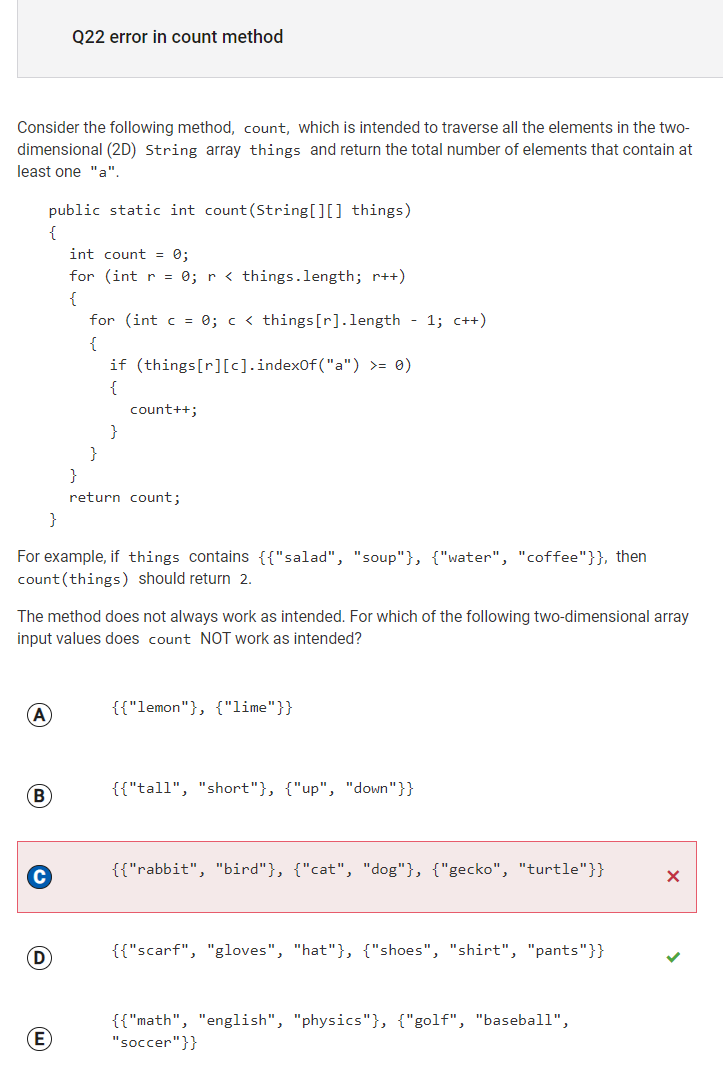 Q22 error in count method
Consider the following method, count, which is intended to traverse all the elements in the two-
dimensional (2D) String array things and return the total number of elements that contain at
least one "a".
public static int count(String[][] things)
{
int count = 0;
for (int r = 0; r < things.length; r++)
{
for (int c = 0; c < things[r].length - 1; c++)
{
if (things[r][c].indexOf("a") >= 0)
{
count++;
}
}
}
return count;
}
For example, if things contains {{"salad", "soup"}, {"water", "coffee"}}, then
count(things) should return 2.
The method does not always work as intended. For which of the following two-dimensional array
input values does count NOT work as intended?
A {{"lemon"}, {"lime"}}
B {{"tall", "short"}, {"up", "down"}}
C {{"rabbit", "bird"}, {"cat", "dog"}, {"gecko", "turtle"}}
D {{"scarf", "gloves", "hat"}, {"shoes", "shirt", "pants"}}
E {{"math", "english", "physics"}, {"golf", "baseball",
"soccer"}}